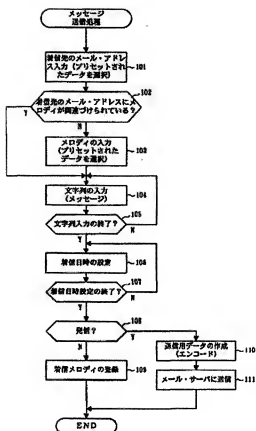 メッセージ
送信処理
着信先のメール・アドレ
ス入力(プリセットされ
たデータを選択)
101
102
着信先のメール・アドレスにメ
ロディが関連づけられている?
Y
N
メロディの入力
(プリセットされた
データを選択)
103
文字列の入力
(メッセージ)
104
105
文字列入力の終了?
N
Y
着信日時の設定
106
107
着信日時設定の終了?
N
Y
108
発信?
Y
N
着信メロディの登録
109
送信用データの作成
(エンコード)
110
メール・サーバに送信
111
END